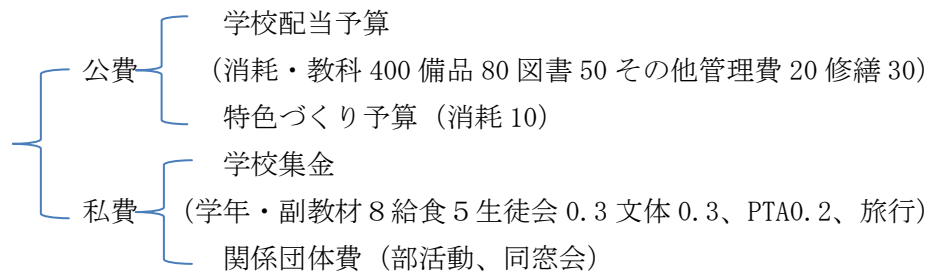 学校配当予算
公費 （消耗・教科 400 備品 80 図書 50 その他管理費 20 修繕 30）
特色づくり予算（消耗 10）
学校集金
私費 （学年・副教材８給食５生徒会 0.3 文体 0.3、PTA0.2、旅行）
関係団体費（部活動、同窓会）